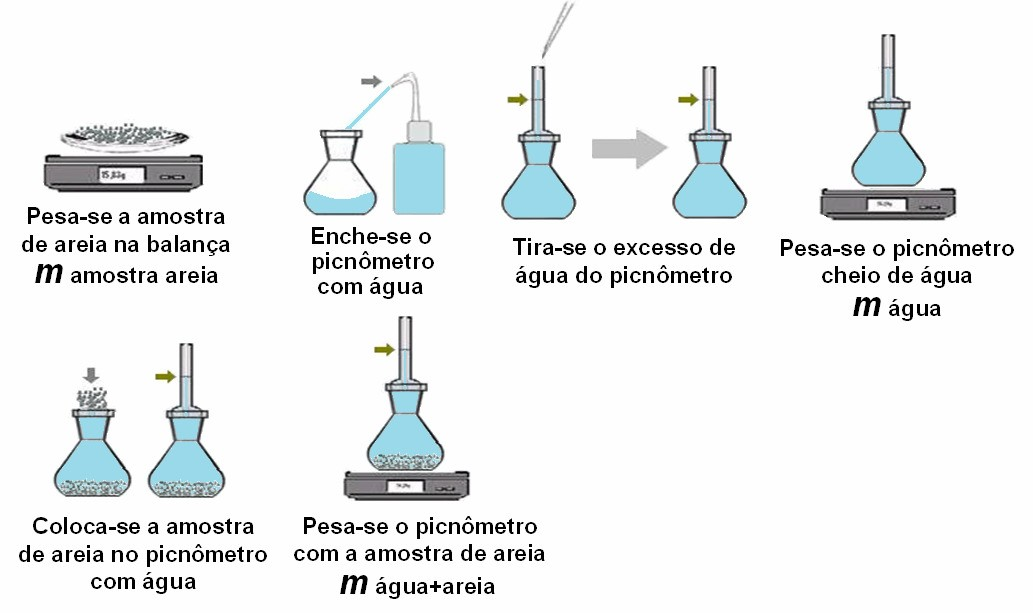 15,83g
Pesa-se a amostra
de areia na balança
m amostra areia
Enche-se o
picnômetro
com água
Tira-se o excesso de
água do picnômetro
Pesa-se o picnômetro
cheio de água
m água
Coloca-se a amostra
de areia no picnômetro
com água
Pesa-se o picnômetro
com a amostra de areia
m água+areia